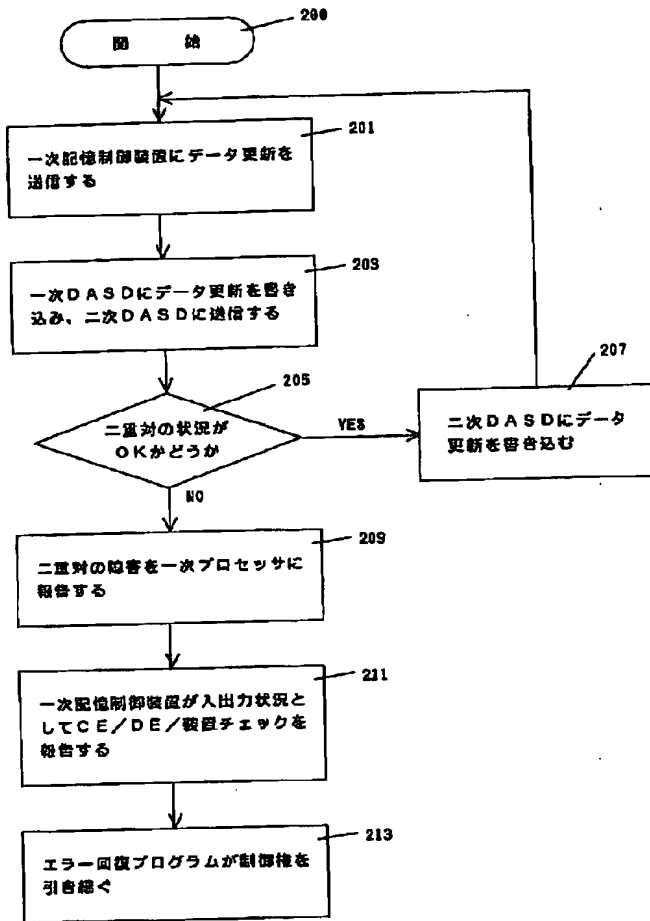 200
開 始
201
一次記憶制御装置にデータ更新を
送信する
203
一次DASDにデータ更新を書き
込み、二次DASDに送信する
205
二重対の状況が
OKかどうか
YES
207
二次DASDにデータ
更新を書き込む
NO
209
二重対の障害を一次プロセッサに
報告する
211
一次記憶制御装置が入出力状況と
してCE/DE/装置チェックを
報告する
213
エラー回復プログラムが制御権を
引き継ぐ